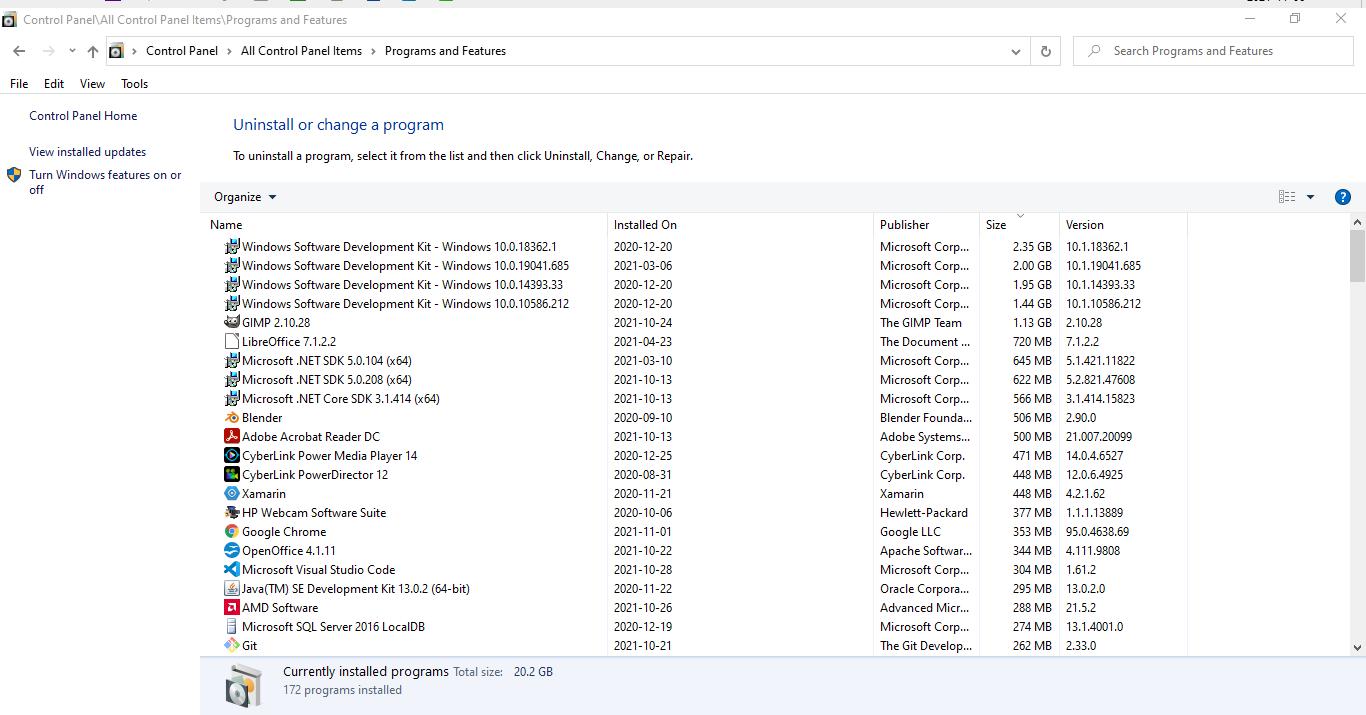 Control Panel\All Control Panel Items\Programs and Features
Control Panel > All Control Panel Items > Programs and Features
Search Programs and Features
File Edit View Tools
Control Panel Home
View installed updates
Turn Windows features on or
off
Uninstall or change a program
To uninstall a program, select it from the list and then click Uninstall, Change, or Repair.
Organize
Name Installed On Publisher Size Version
Windows Software Development Kit - Windows 10.0.18362.1 2020-12-20 Microsoft Corp... 2.35 GB 10.1.18362.1
Windows Software Development Kit - Windows 10.0.19041.685 2021-03-06 Microsoft Corp... 2.00 GB 10.1.19041.685
Windows Software Development Kit - Windows 10.0.14393.33 2020-12-20 Microsoft Corp... 1.95 GB 10.1.14393.33
Windows Software Development Kit - Windows 10.0.10586.212 2020-12-20 Microsoft Corp... 1.44 GB 10.1.10586.212
GIMP 2.10.28 2021-10-24 The GIMP Team 1.13 GB 2.10.28
LibreOffice 7.1.2.2 2021-04-23 The Document ... 720 MB 7.1.2.2
Microsoft .NET SDK 5.0.104 (x64) 2021-03-10 Microsoft Corp... 645 MB 5.1.421.11822
Microsoft .NET SDK 5.0.208 (x64) 2021-10-13 Microsoft Corp... 622 MB 5.2.821.47608
Microsoft .NET Core SDK 3.1.414 (x64) 2021-10-13 Microsoft Corp... 566 MB 3.1.414.15823
Blender 2020-09-10 Blender Founda... 506 MB 2.90.0
Adobe Acrobat Reader DC 2021-10-13 Adobe Systems... 500 MB 21.007.20099
CyberLink Power Media Player 14 2020-12-25 CyberLink Corp. 471 MB 14.0.4.6527
CyberLink PowerDirector 12 2020-08-31 CyberLink Corp. 448 MB 12.0.6.4925
Xamarin 2020-11-21 Xamarin 448 MB 4.2.1.62
HP Webcam Software Suite 2020-10-06 Hewlett-Packard 377 MB 1.1.1.13889
Google Chrome 2021-11-01 Google LLC 353 MB 95.0.4638.69
OpenOffice 4.1.11 2021-10-22 Apache Softwar... 344 MB 4.111.9808
Microsoft Visual Studio Code 2021-10-28 Microsoft Corp... 304 MB 1.61.2
Java(TM) SE Development Kit 13.0.2 (64-bit) 2020-11-22 Oracle Corpora... 295 MB 13.0.2.0
AMD Software 2021-10-26 Advanced Micr... 288 MB 21.5.2
Microsoft SQL Server 2016 LocalDB 2020-12-19 Microsoft Corp... 274 MB 13.1.4001.0
Git 2021-10-21 The Git Develop... 262 MB 2.33.0
Currently installed programs Total size: 20.2 GB
172 programs installed